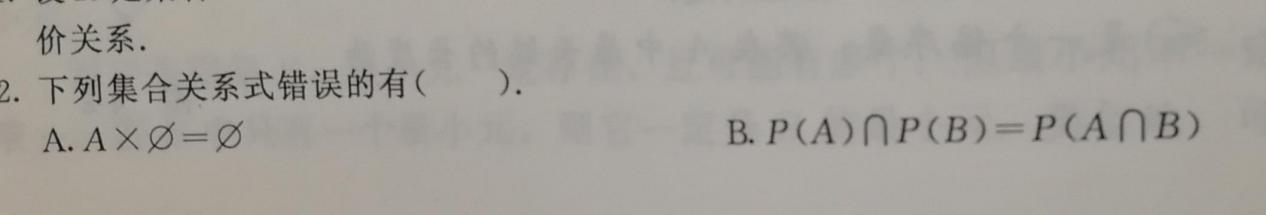 价关系.
2. 下列集合关系式错误的有(  ).
A. A×∅=∅ B. P(A)∩P(B)=P(A∩B)